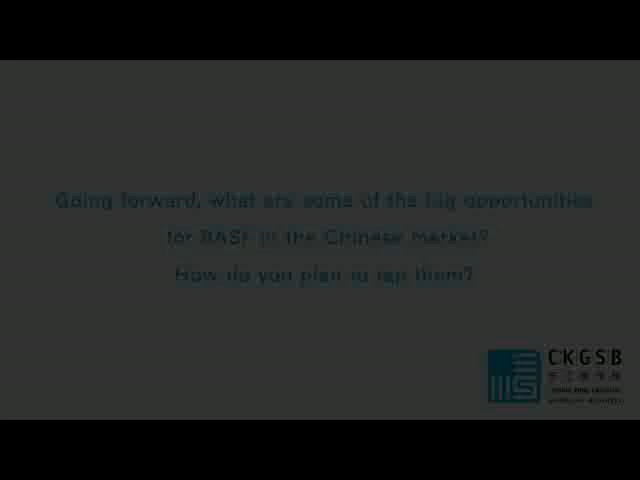 Going forward, what are some of the big opportunities
for BASF in the Chinese market?
How do you plan to tap them?
CKGSB